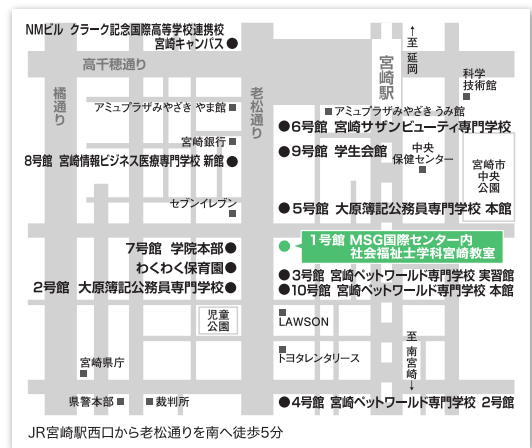 NMビル クラーク記念国際高等学校連携校
宮崎キャンパス
至 延岡
高千穂通り
橘通り
老松通り
宮崎駅
科学
技術館
アミュプラザみやざき やま館
アミュプラザみやざき うみ館
6号館 宮崎サザンビューティ専門学校
宮崎銀行
9号館 学生会館
中央
保健センター
8号館 宮崎情報ビジネス医療専門学校 新館
宮崎市
中央
公園
セブンイレブン
5号館 大原簿記公務員専門学校 本館
1号館 MSG国際センター内
社会福祉士学科宮崎教室
7号館 学院本部
わくわく保育園
3号館 宮崎ペットワールド専門学校 実習館
2号館 大原簿記公務員専門学校
10号館 宮崎ペットワールド専門学校 本館
児童
公園
LAWSON
至 南宮崎
トヨタレンタリース
宮崎県庁
県警本部
裁判所
4号館 宮崎ペットワールド専門学校 2号館
JR宮崎駅西口から老松通りを南へ徒歩5分